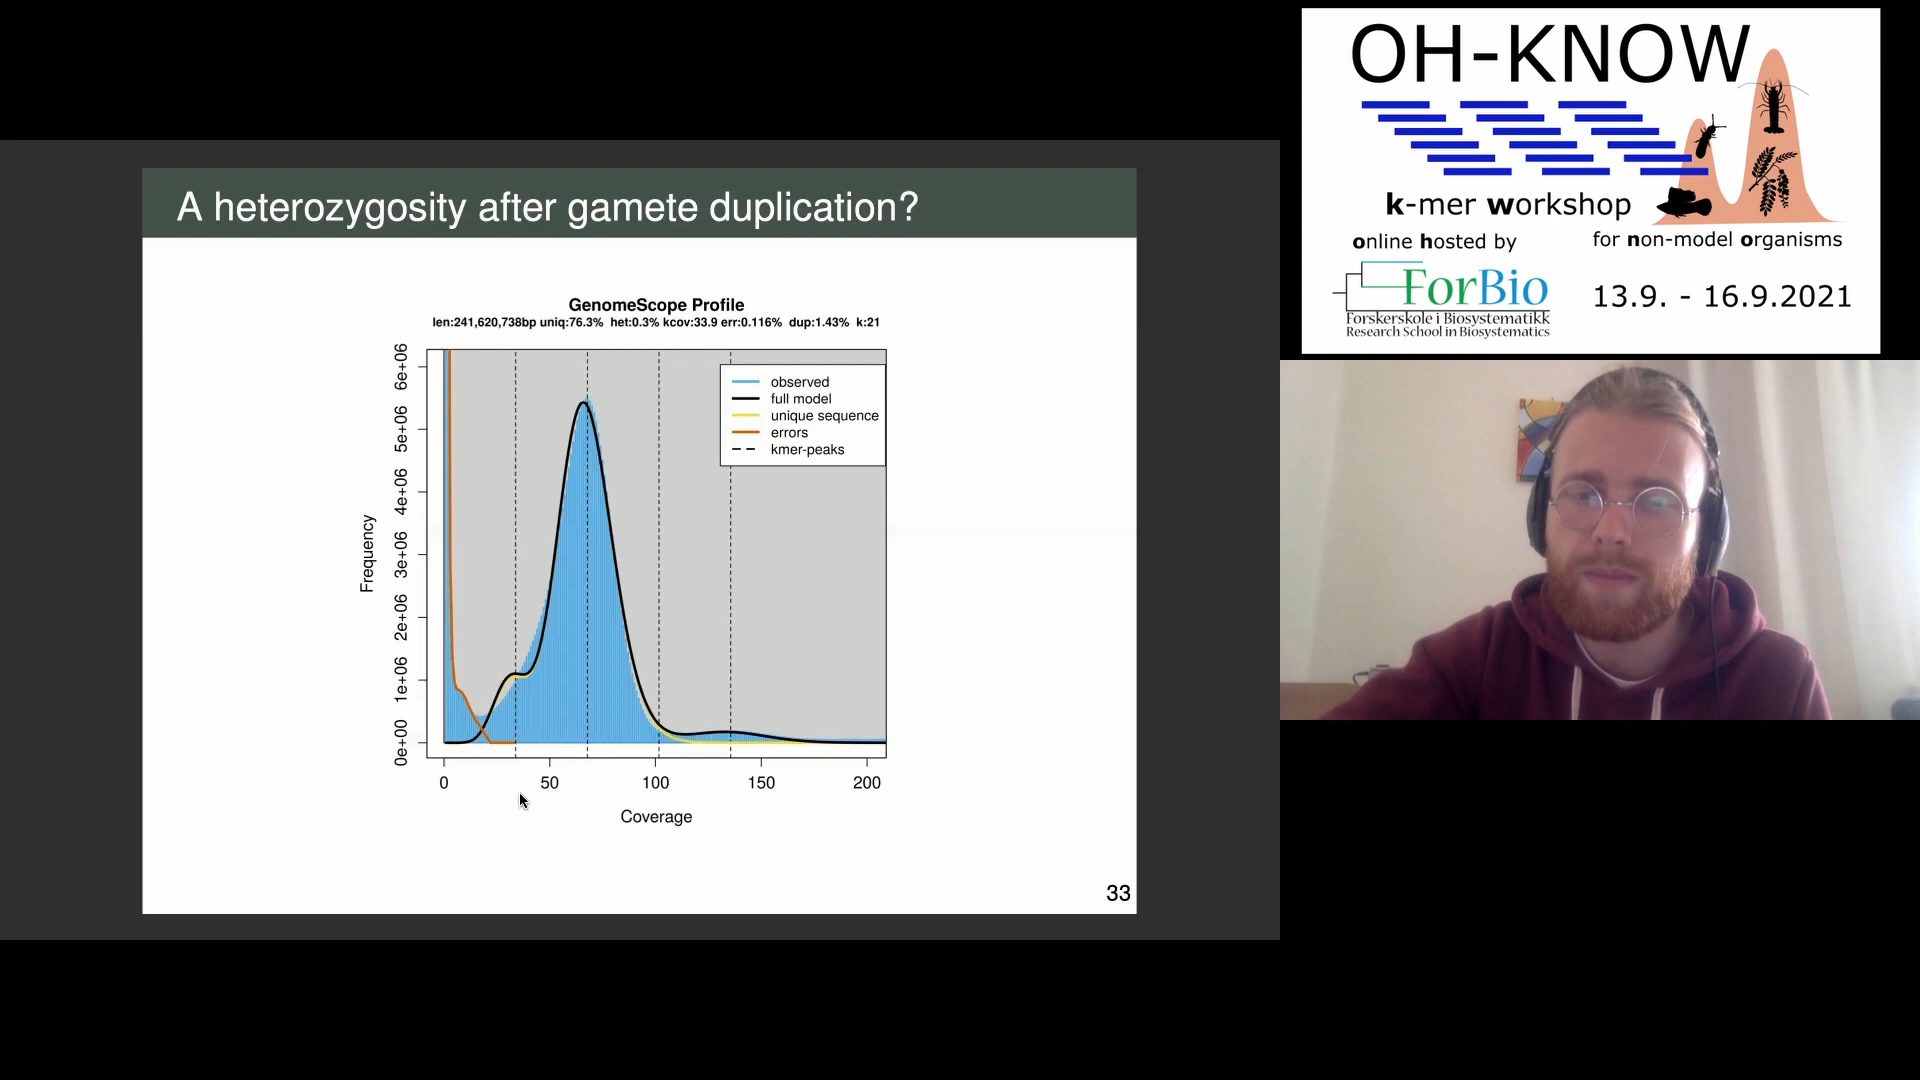 A heterozygosity after gamete duplication?
GenomeScope Profile
len:241,620,738bp uniq:76.3% het:0.3% kcov:33.9 err:0.116% dup:1.43% k:21
observed
full model
unique sequence
errors
kmer-peaks
Frequency
0e+00 1e+06 2e+06 3e+06 4e+06 5e+06 6e+06
0 50 100 150 200
Coverage
33
OH-KNOW
k-mer workshop
online hosted by
for non-model organisms
ForBio
Forskerskole i Biosystematikk
Research School in Biosystematics
13.9. - 16.9.2021